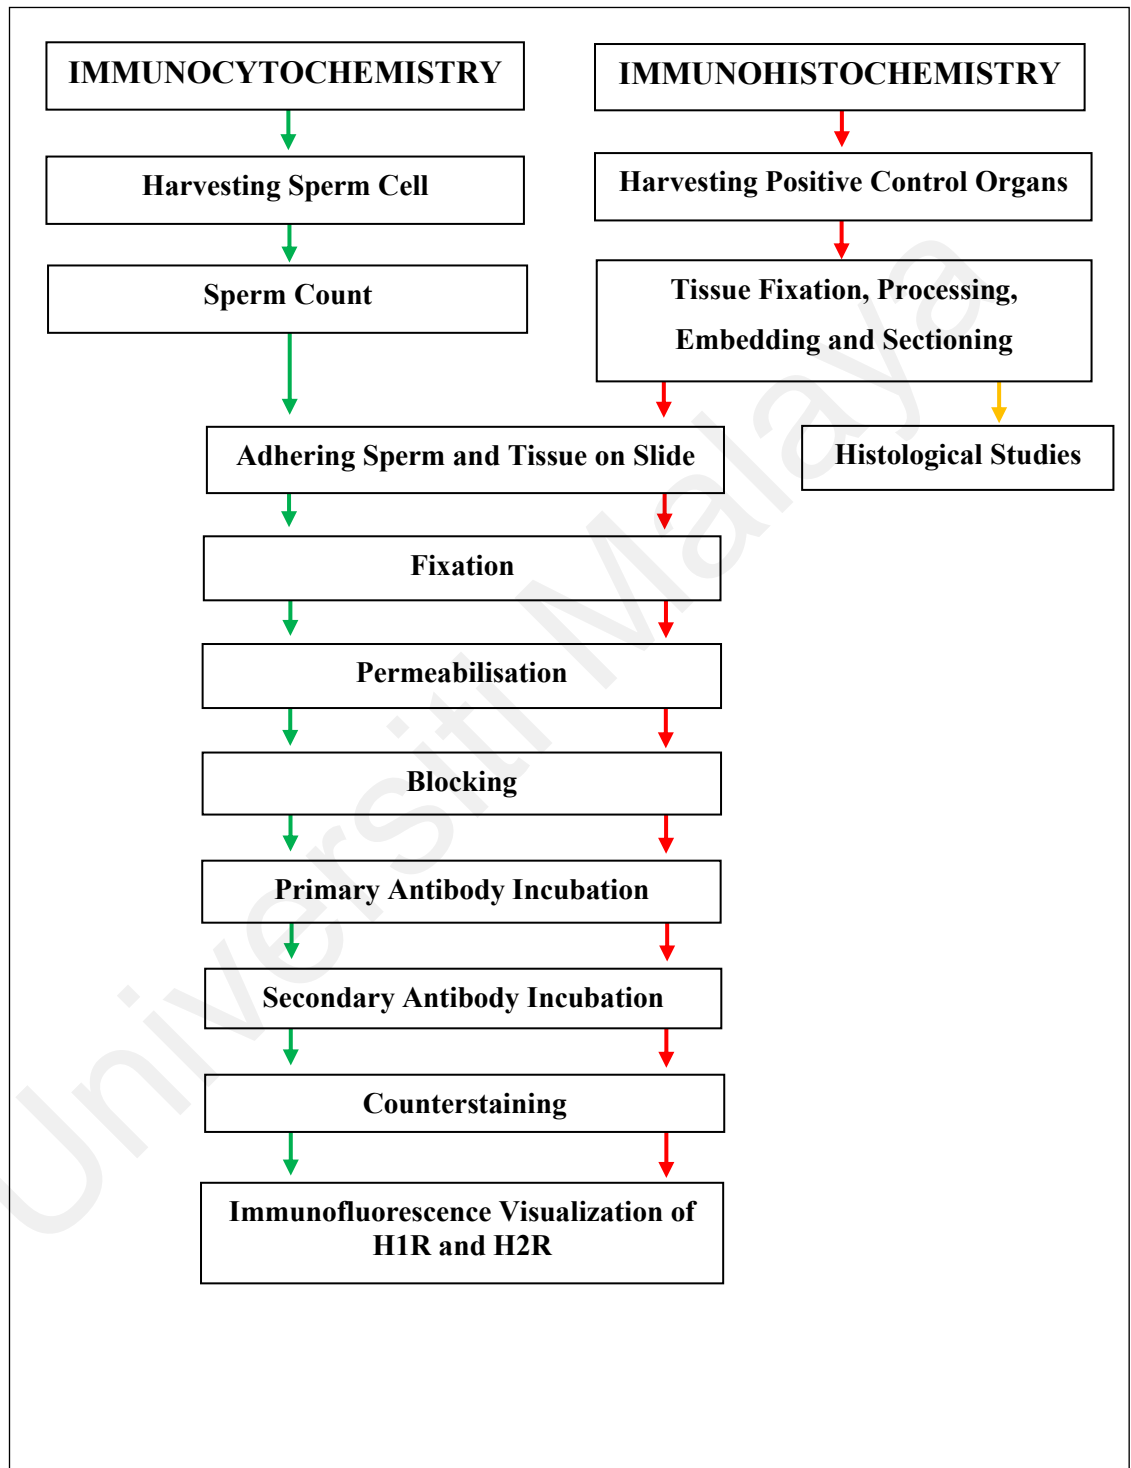 IMMUNOCYTOCHEMISTRY
IMMUNOHISTOCHEMISTRY
Harvesting Sperm Cell
Harvesting Positive Control Organs
Sperm Count
Tissue Fixation, Processing,
Embedding and Sectioning
Adhering Sperm and Tissue on Slide
Histological Studies
Fixation
Permeabilisation
Blocking
Primary Antibody Incubation
Secondary Antibody Incubation
Counterstaining
Immunofluorescence Visualization of
H1R and H2R
Universiti Malaya